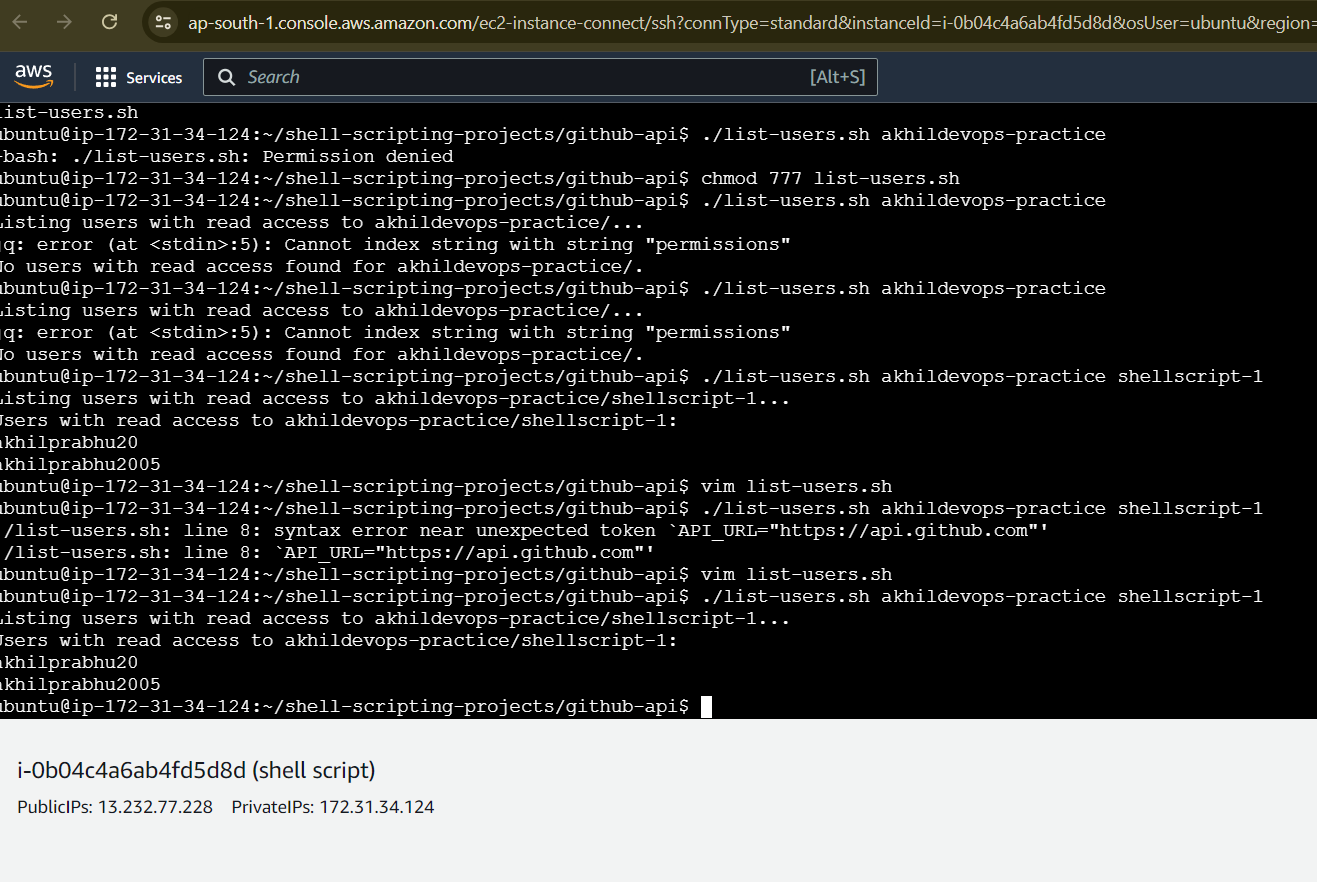 ap-south-1.console.aws.amazon.com/ec2-instance-connect/ssh?connType=standard&instanceId=i-0b04c4a6ab4fd5d8d&osUser=ubuntu&region=
aws Services Search [Alt+S]
list-users.sh
ubuntu@ip-172-31-34-124:~/shell-scripting-projects/github-api$ ./list-users.sh akhildevops-practice
-bash: ./list-users.sh: Permission denied
ubuntu@ip-172-31-34-124:~/shell-scripting-projects/github-api$ chmod 777 list-users.sh
ubuntu@ip-172-31-34-124:~/shell-scripting-projects/github-api$ ./list-users.sh akhildevops-practice
Listing users with read access to akhildevops-practice/...
jq: error (at <stdin>:5): Cannot index string with string "permissions"
No users with read access found for akhildevops-practice/.
ubuntu@ip-172-31-34-124:~/shell-scripting-projects/github-api$ ./list-users.sh akhildevops-practice
Listing users with read access to akhildevops-practice/...
jq: error (at <stdin>:5): Cannot index string with string "permissions"
No users with read access found for akhildevops-practice/.
ubuntu@ip-172-31-34-124:~/shell-scripting-projects/github-api$ ./list-users.sh akhildevops-practice shellscript-1
Listing users with read access to akhildevops-practice/shellscript-1...
Users with read access to akhildevops-practice/shellscript-1:
akhilprabhu20
akhilprabhu2005
ubuntu@ip-172-31-34-124:~/shell-scripting-projects/github-api$ vim list-users.sh
ubuntu@ip-172-31-34-124:~/shell-scripting-projects/github-api$ ./list-users.sh akhildevops-practice shellscript-1
./list-users.sh: line 8: syntax error near unexpected token `API_URL="https://api.github.com"'
./list-users.sh: line 8: `API_URL="https://api.github.com"'
ubuntu@ip-172-31-34-124:~/shell-scripting-projects/github-api$ vim list-users.sh
ubuntu@ip-172-31-34-124:~/shell-scripting-projects/github-api$ ./list-users.sh akhildevops-practice shellscript-1
Listing users with read access to akhildevops-practice/shellscript-1...
Users with read access to akhildevops-practice/shellscript-1:
akhilprabhu20
akhilprabhu2005
ubuntu@ip-172-31-34-124:~/shell-scripting-projects/github-api$
i-0b04c4a6ab4fd5d8d (shell script)
PublicIPs: 13.232.77.228 PrivateIPs: 172.31.34.124